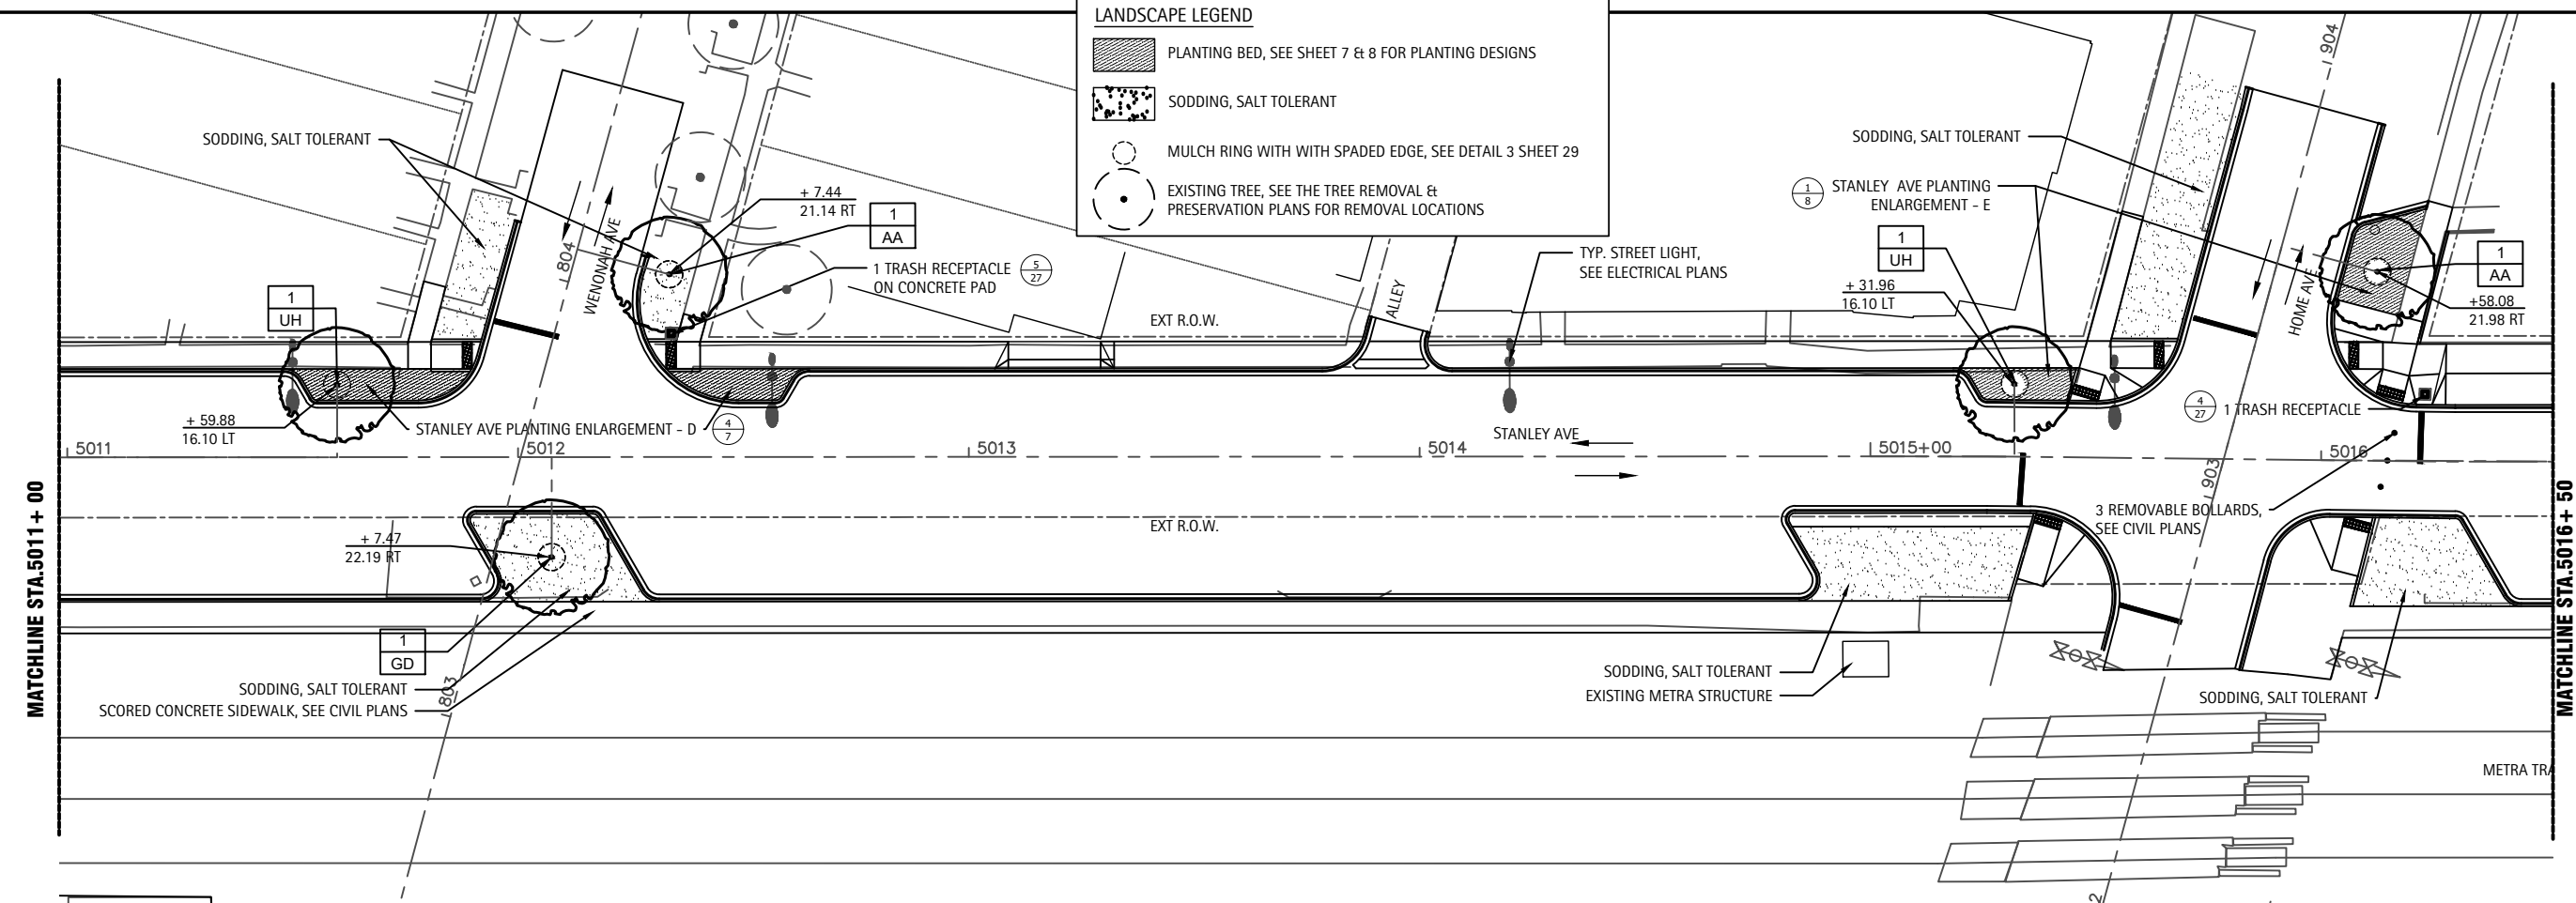 LANDSCAPE LEGEND
PLANTING BED, SEE SHEET 7 & 8 FOR PLANTING DESIGNS
SODDING, SALT TOLERANT
MULCH RING WITH WITH SPADED EDGE, SEE DETAIL 3 SHEET 29
EXISTING TREE, SEE THE TREE REMOVAL &
PRESERVATION PLANS FOR REMOVAL LOCATIONS
SODDING, SALT TOLERANT
804
WENONAH AVE
+ 7.44
21.14 RT
1
AA
1 TRASH RECEPTACLE
ON CONCRETE PAD
5
27
1
UH
+ 59.88
16.10 LT
STANLEY AVE PLANTING ENLARGEMENT - D
4
7
EXT R.O.W.
ALLEY
TYP. STREET LIGHT,
SEE ELECTRICAL PLANS
904
SODDING, SALT TOLERANT
1
8
STANLEY AVE PLANTING
ENLARGEMENT - E
1
UH
+ 31.96
16.10 LT
HOME AVE
1
AA
+58.08
21.98 RT
4
27
1 TRASH RECEPTACLE
STANLEY AVE
5011
5012
5013
5014
5015+00
5016
903
3 REMOVABLE BOLLARDS,
SEE CIVIL PLANS
EXT R.O.W.
+ 7.47
22.19 RT
1
GD
SODDING, SALT TOLERANT
SCORED CONCRETE SIDEWALK, SEE CIVIL PLANS
803
SODDING, SALT TOLERANT
EXISTING METRA STRUCTURE
SODDING, SALT TOLERANT
METRA TRA
MATCHLINE STA.5011+ 00
MATCHLINE STA.5016+ 50